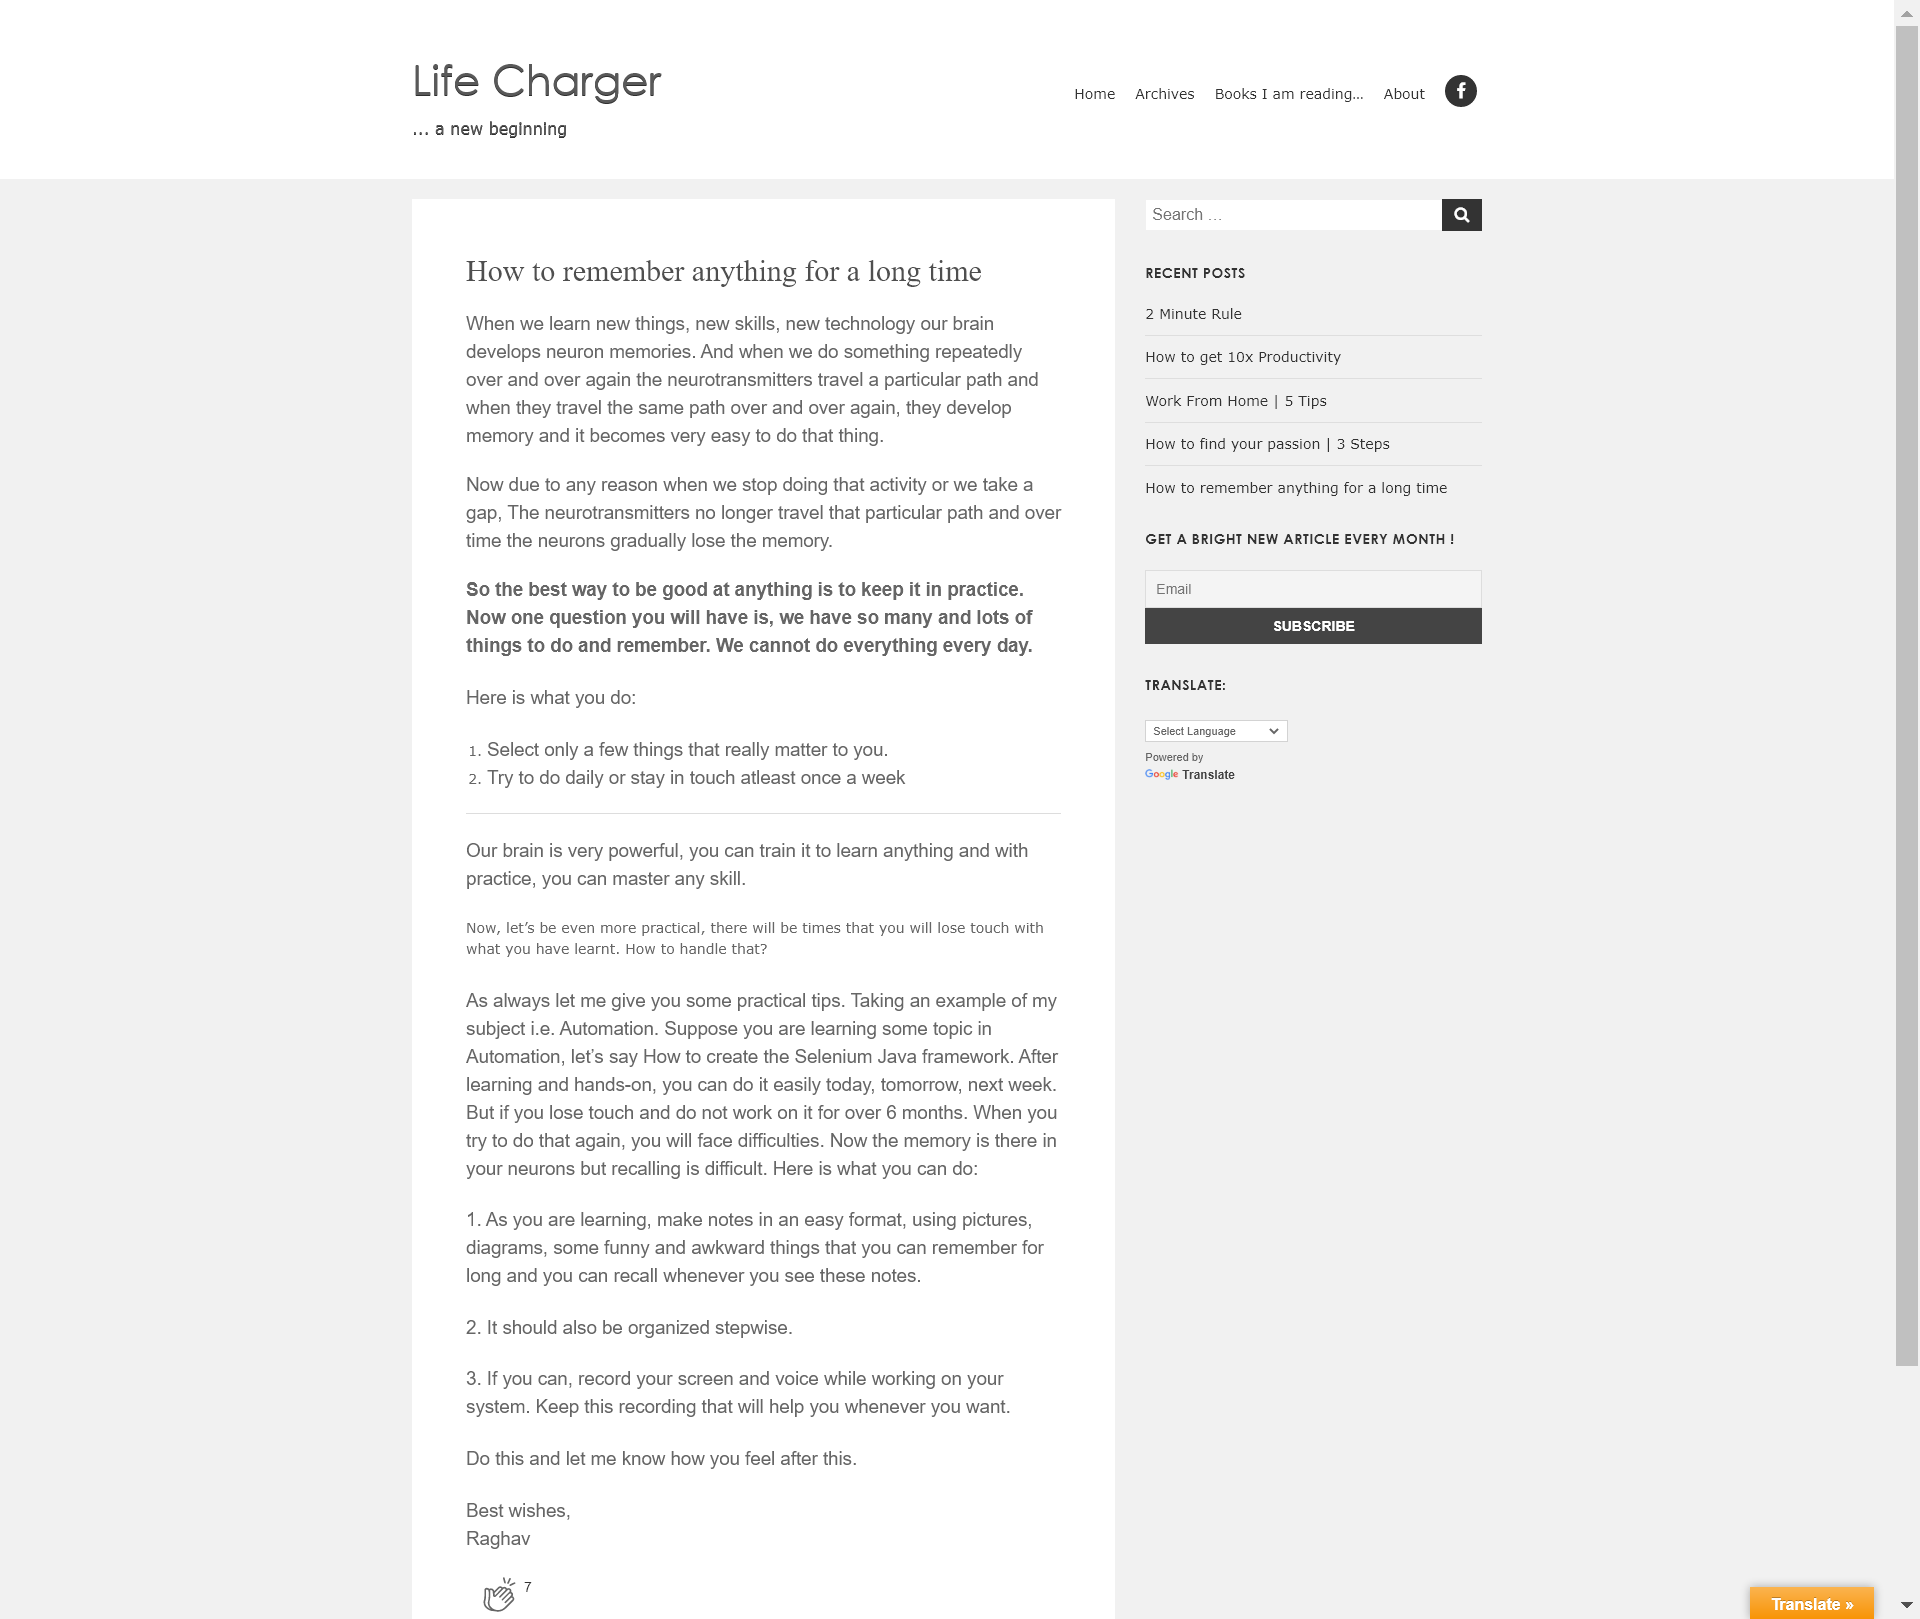 Life Charger
... a new beginning
Home
Archives
Books I am reading...
About
How to remember anything for a long time
When we learn new things, new skills, new technology our brain
develops neuron memories. And when we do something repeatedly
over and over again the neurotransmitters travel a particular path and
when they travel the same path over and over again, they develop
memory and it becomes very easy to do that thing.
Now due to any reason when we stop doing that activity or we take a
gap, The neurotransmitters no longer travel that particular path and over
time the neurons gradually lose the memory.
So the best way to be good at anything is to keep it in practice.
Now one question you will have is, we have so many and lots of
things to do and remember. We cannot do everything every day.
Here is what you do:
1. Select only a few things that really matter to you.
2. Try to do daily or stay in touch atleast once a week
Our brain is very powerful, you can train it to learn anything and with
practice, you can master any skill.
Now, let’s be even more practical, there will be times that you will lose touch with
what you have learnt. How to handle that?
As always let me give you some practical tips. Taking an example of my
subject i.e. Automation. Suppose you are learning some topic in
Automation, let’s say How to create the Selenium Java framework. After
learning and hands-on, you can do it easily today, tomorrow, next week.
But if you lose touch and do not work on it for over 6 months. When you
try to do that again, you will face difficulties. Now the memory is there in
your neurons but recalling is difficult. Here is what you can do:
1. As you are learning, make notes in an easy format, using pictures,
diagrams, some funny and awkward things that you can remember for
long and you can recall whenever you see these notes.
2. It should also be organized stepwise.
3. If you can, record your screen and voice while working on your
system. Keep this recording that will help you whenever you want.
Do this and let me know how you feel after this.
Best wishes,
Raghav
7
Search ...
RECENT POSTS
2 Minute Rule
How to get 10x Productivity
Work From Home | 5 Tips
How to find your passion | 3 Steps
How to remember anything for a long time
GET A BRIGHT NEW ARTICLE EVERY MONTH !
Email
SUBSCRIBE
TRANSLATE:
Select Language
Powered by
Google Translate
Translate »